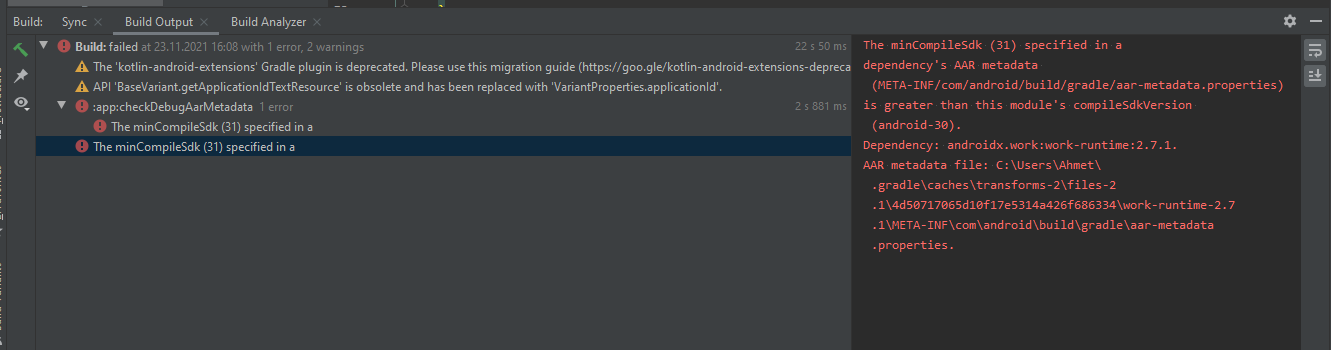 Build: Sync × Build Output × Build Analyzer ×
Build: failed at 23.11.2021 16:08 with 1 error, 2 warnings 22 s 50 ms
The 'kotlin-android-extensions' Gradle plugin is deprecated. Please use this migration guide (https://goo.gle/kotlin-android-extensions-depreca
API 'BaseVariant.getApplicationIdTextResource' is obsolete and has been replaced with 'VariantProperties.applicationId'.
:app:checkDebugAarMetadata 1 error 2 s 881 ms
The minCompileSdk (31) specified in a
The minCompileSdk (31) specified in a
The minCompileSdk (31) specified in a
dependency's AAR metadata
(META-INF/com/android/build/gradle/aar-metadata.properties)
is greater than this module's compileSdkVersion
(android-30).
Dependency: androidx.work:work-runtime:2.7.1.
AAR metadata file: C:\Users\Ahmet\
.gradle\caches\transforms-2\files-2
.1\4d50717065d10f17e5314a426f686334\work-runtime-2.7
.1\META-INF\com\android\build\gradle\aar-metadata
.properties.